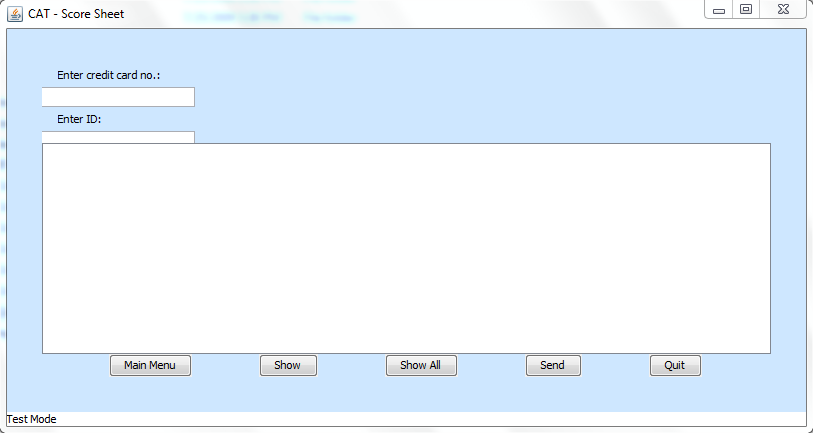 CAT - Score Sheet
Enter credit card no.:
Enter ID:
Main Menu Show Show All Send Quit
Test Mode